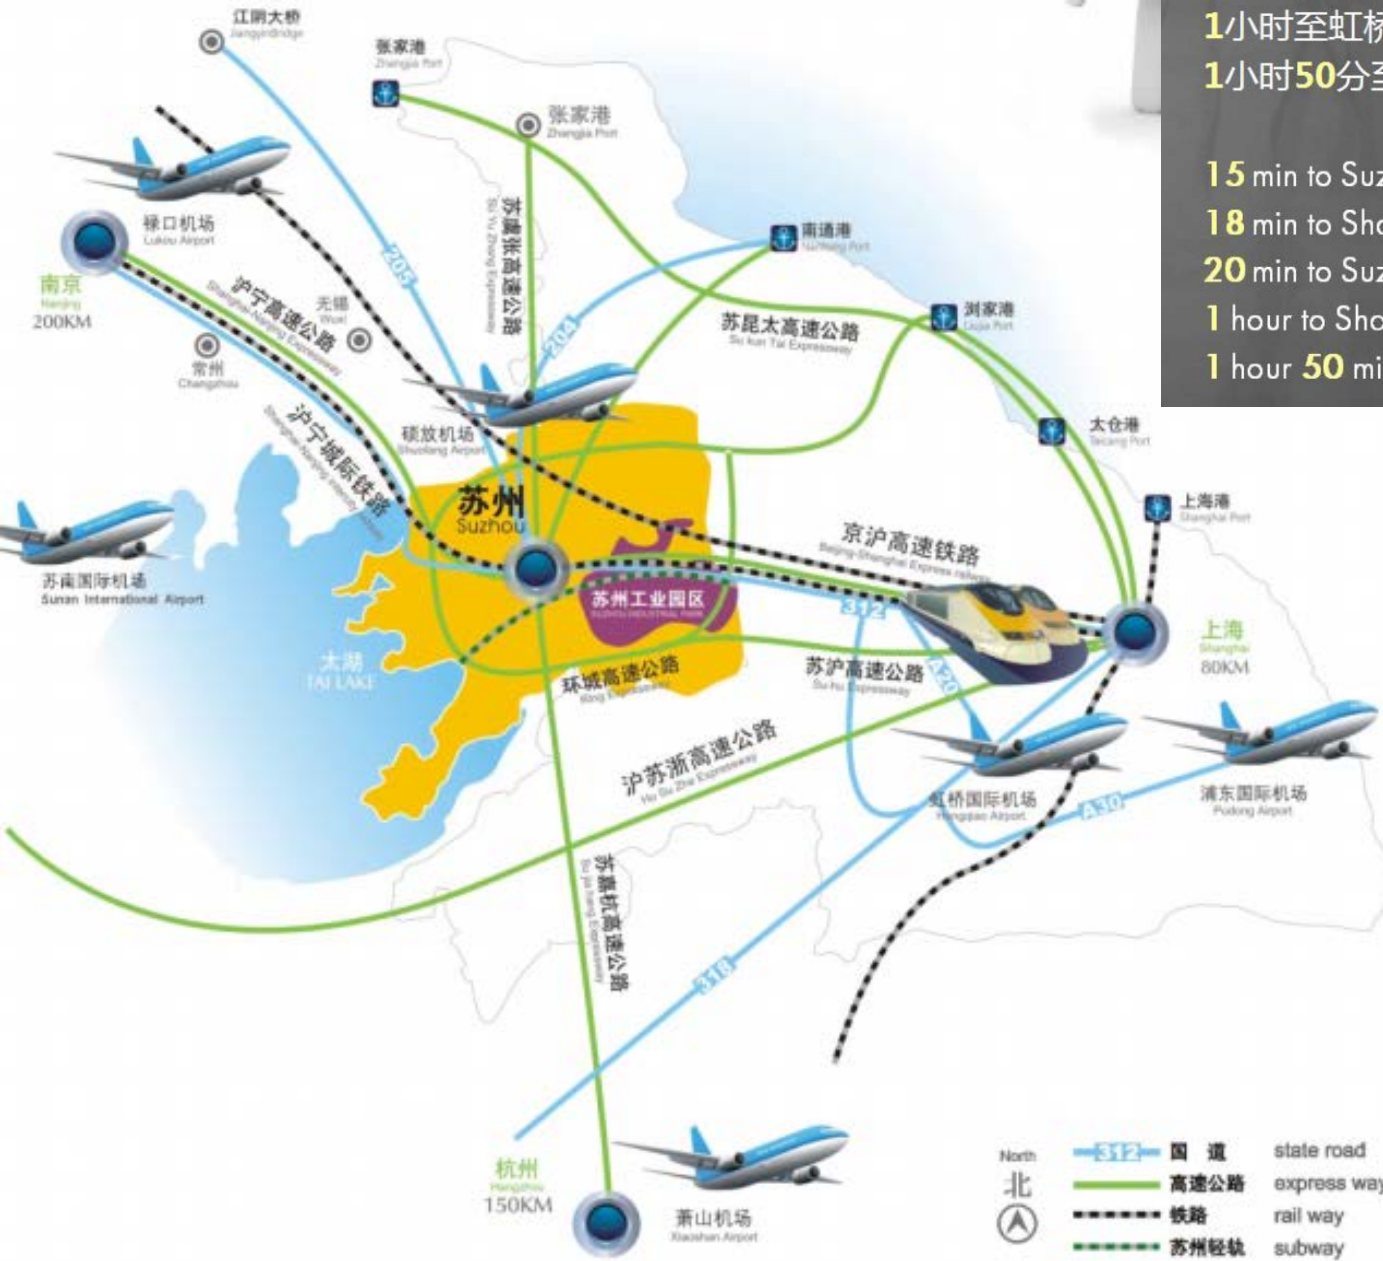 江阴大桥
JiangyinBridge
张家港
Zhangjia Port
张家港
Zhangjia Port
1小时至虹桥
1小时50分至
15 min to Suz
18 min to Sho
20 min to Suz
1 hour to Sho
1 hour 50 mi
禄口机场
Lukou Airport
南京
Nanjing
200KM
沪宁高速公路
Shanghai-Nanjing Expressway
无锡
Wuxi
常州
Changzhou
205
苏虞张高速公路
Su Yu Zhang Expressway
204
南通港
Nantong Port
苏昆太高速公路
Su kun Tai Expressway
浏家港
Liujia Port
太仓港
Taicang Port
上海港
Shanghai Port
沪宁城际铁路
Shanghai-Nanjing Intercity
硕放机场
Shuofang Airport
苏州
Suzhou
苏南国际机场
Sunan International Airport
太湖
TAI LAKE
苏州工业园区
SUZHOU INDUSTRIAL PARK
京沪高速铁路
Beijing-Shanghai Express railway
312
上海
Shanghai
80KM
环城高速公路
Ring Expressway
苏沪高速公路
Su-hu Expressway
A20
沪苏浙高速公路
Hu Su Zhe Expressway
虹桥国际机场
Hongqiao Airport
A30
浦东国际机场
Pudong Airport
苏嘉杭高速公路
Su jia hang Expressway
318
杭州
Hangzhou
150KM
萧山机场
Xiaoshan Airport
North
北
312 国 道 state road
高速公路 express way
铁路 rail way
苏州轻轨 subway